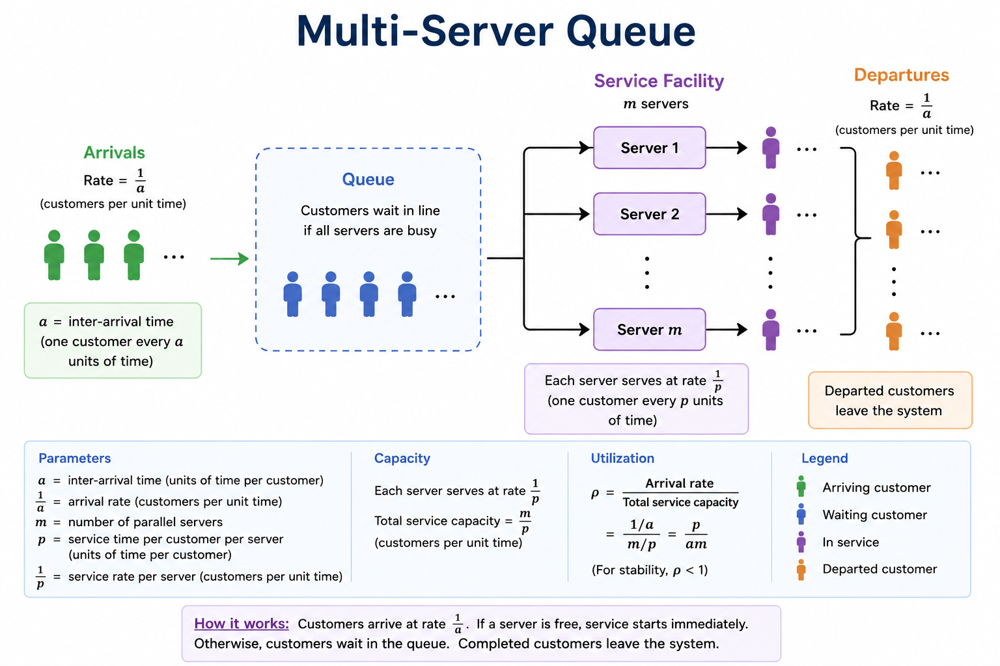 Multi-Server Queue
Arrivals
Rate = 1/a
(customers per unit time)
...
a = inter-arrival time
(one customer every a
units of time)
Queue
Customers wait in line
if all servers are busy
...
Service Facility
m servers
Server 1
...
Server 2
...
Server m
...
Each server serves at rate 1/p
(one customer every p units
of time)
Departures
Rate = 1/a
(customers per unit time)
...
...
...
Departed customers
leave the system
Parameters
a = inter-arrival time (units of time per customer)
1/a = arrival rate (customers per unit time)
m = number of parallel servers
p = service time per customer per server
(units of time per customer)
1/p = service rate per server (customers per unit time)
Capacity
Each server serves at rate 1/p
Total service capacity = m/p
(customers per unit time)
Utilization
ρ = Arrival rate / Total service capacity
= 1/a / m/p = p/am
(For stability, ρ < 1)
Legend
Arriving customer
Waiting customer
In service
Departed customer
How it works: Customers arrive at rate 1/a. If a server is free, service starts immediately.
Otherwise, customers wait in the queue. Completed customers leave the system.